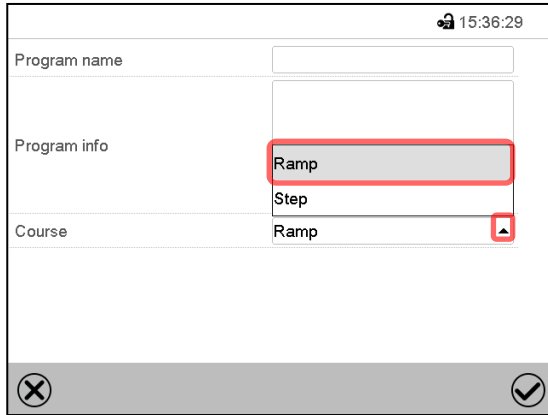 15:36:29
Program name
Program info
Ramp
Step
Course
Ramp